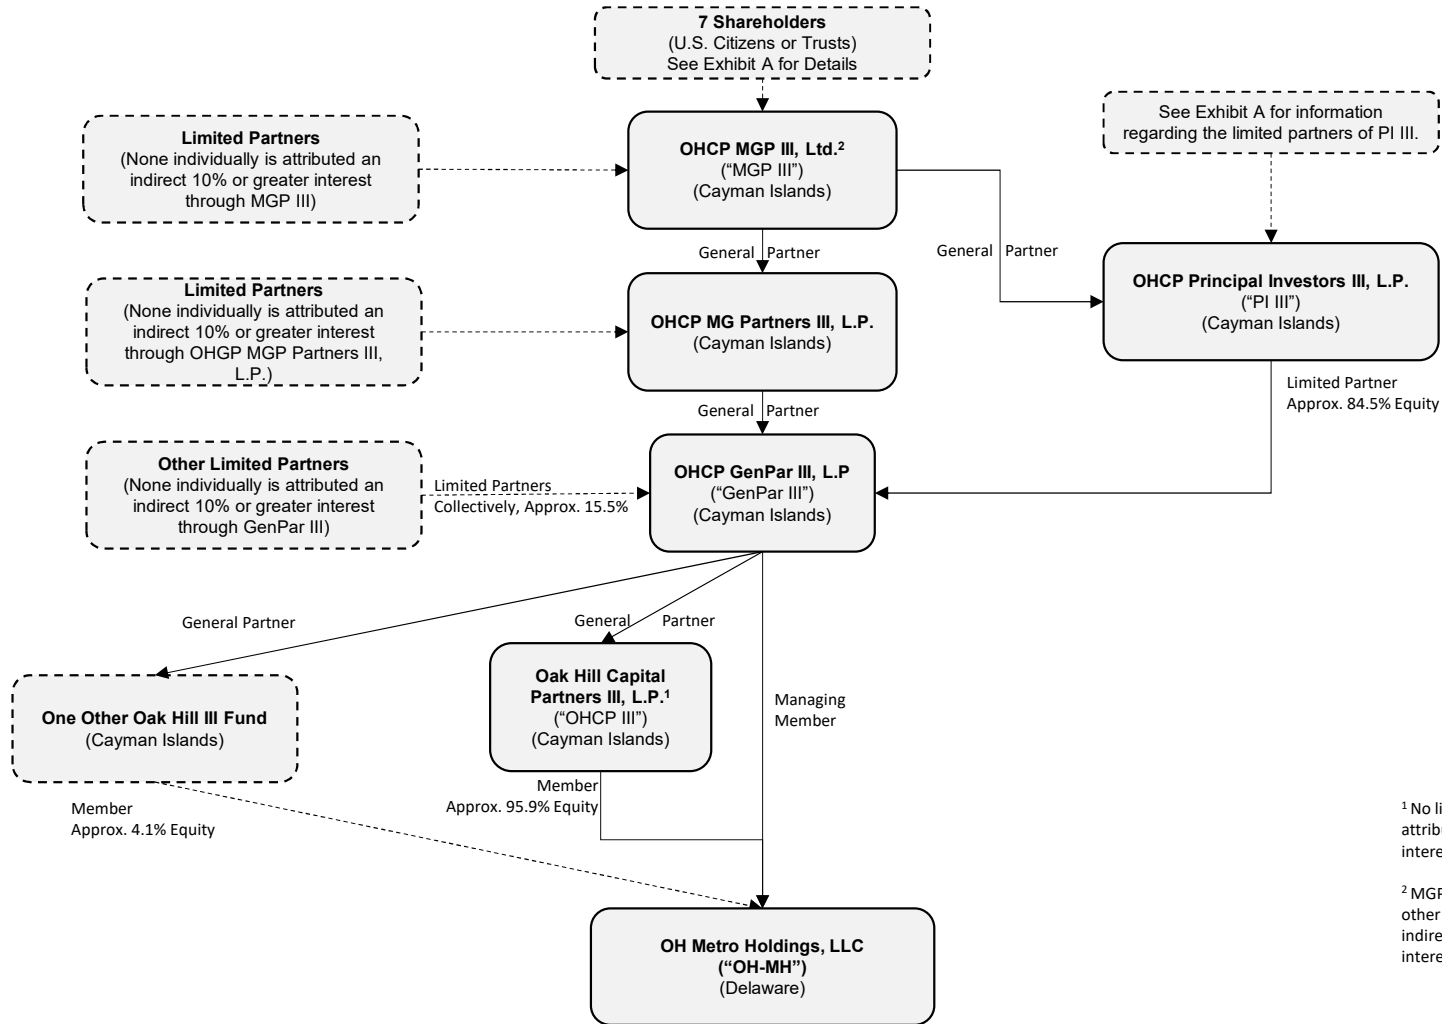 7 Shareholders
(U.S. Citizens or Trusts)
See Exhibit A for Details
See Exhibit A for information
regarding the limited partners of PI III.
Limited Partners
(None individually is attributed an
indirect 10% or greater interest
through MGP III)
OHCP MGP III, Ltd.²
(“MGP III”)
(Cayman Islands)
General Partner
General Partner
Limited Partners
(None individually is attributed an
indirect 10% or greater interest
through OHGP MGP Partners III,
L.P.)
OHCP MG Partners III, L.P.
(Cayman Islands)
OHCP Principal Investors III, L.P.
(“PI III”)
(Cayman Islands)
General Partner
Limited Partner
Approx. 84.5% Equity
Other Limited Partners
(None individually is attributed an
indirect 10% or greater interest
through GenPar III)
Limited Partners
Collectively, Approx. 15.5%
OHCP GenPar III, L.P
(“GenPar III”)
(Cayman Islands)
General Partner
General Partner
Managing
Member
One Other Oak Hill III Fund
(Cayman Islands)
Oak Hill Capital
Partners III, L.P.¹
(“OHCP III”)
(Cayman Islands)
Member
Approx. 4.1% Equity
Member
Approx. 95.9% Equity
OH Metro Holdings, LLC
(“OH-MH”)
(Delaware)
¹ No li
attribu
intere
² MGP
other
indire
intere